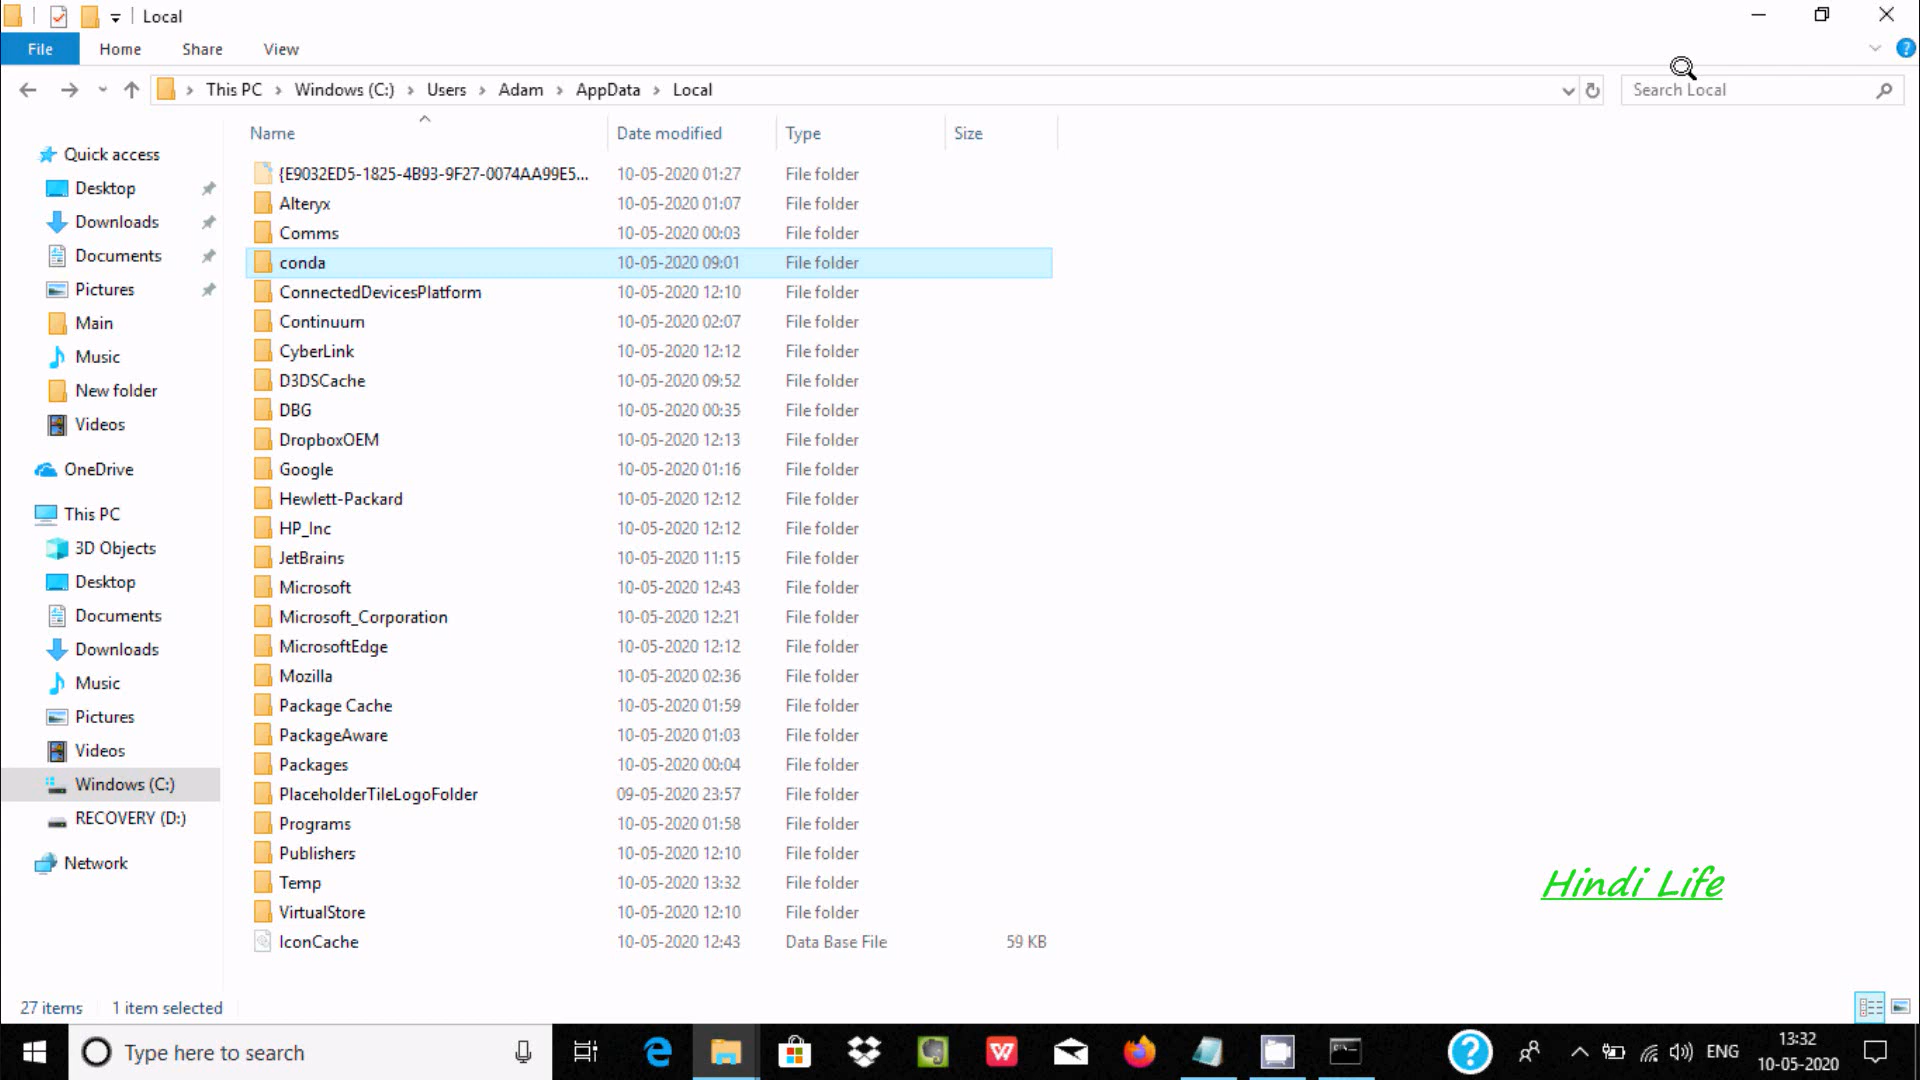 Local
File Home Share View
This PC Windows (C:) Users Adam AppData Local
Search Local
Name Date modified Type Size
Quick access
Desktop
Downloads
Documents
Pictures
Main
Music
New folder
Videos
OneDrive
This PC
3D Objects
Desktop
Documents
Downloads
Music
Pictures
Videos
Windows (C:)
RECOVERY (D:)
Network
{E9032ED5-1825-4B93-9F27-0074AA99E5... 10-05-2020 01:27 File folder
Alteryx 10-05-2020 01:07 File folder
Comms 10-05-2020 00:03 File folder
conda 10-05-2020 09:01 File folder
ConnectedDevicesPlatform 10-05-2020 12:10 File folder
Continuum 10-05-2020 02:07 File folder
CyberLink 10-05-2020 12:12 File folder
D3DSCache 10-05-2020 09:52 File folder
DBG 10-05-2020 00:35 File folder
DropboxOEM 10-05-2020 12:13 File folder
Google 10-05-2020 01:16 File folder
Hewlett-Packard 10-05-2020 12:12 File folder
HP_Inc 10-05-2020 12:12 File folder
JetBrains 10-05-2020 11:15 File folder
Microsoft 10-05-2020 12:43 File folder
Microsoft_Corporation 10-05-2020 12:21 File folder
MicrosoftEdge 10-05-2020 12:12 File folder
Mozilla 10-05-2020 02:36 File folder
Package Cache 10-05-2020 01:59 File folder
PackageAware 10-05-2020 01:03 File folder
Packages 10-05-2020 00:04 File folder
PlaceholderTileLogoFolder 09-05-2020 23:57 File folder
Programs 10-05-2020 01:58 File folder
Publishers 10-05-2020 12:10 File folder
Temp 10-05-2020 13:32 File folder
VirtualStore 10-05-2020 12:10 File folder
IconCache 10-05-2020 12:43 Data Base File 59 KB
Hindi Life
27 items 1 item selected
Type here to search
ENG
13:32
10-05-2020